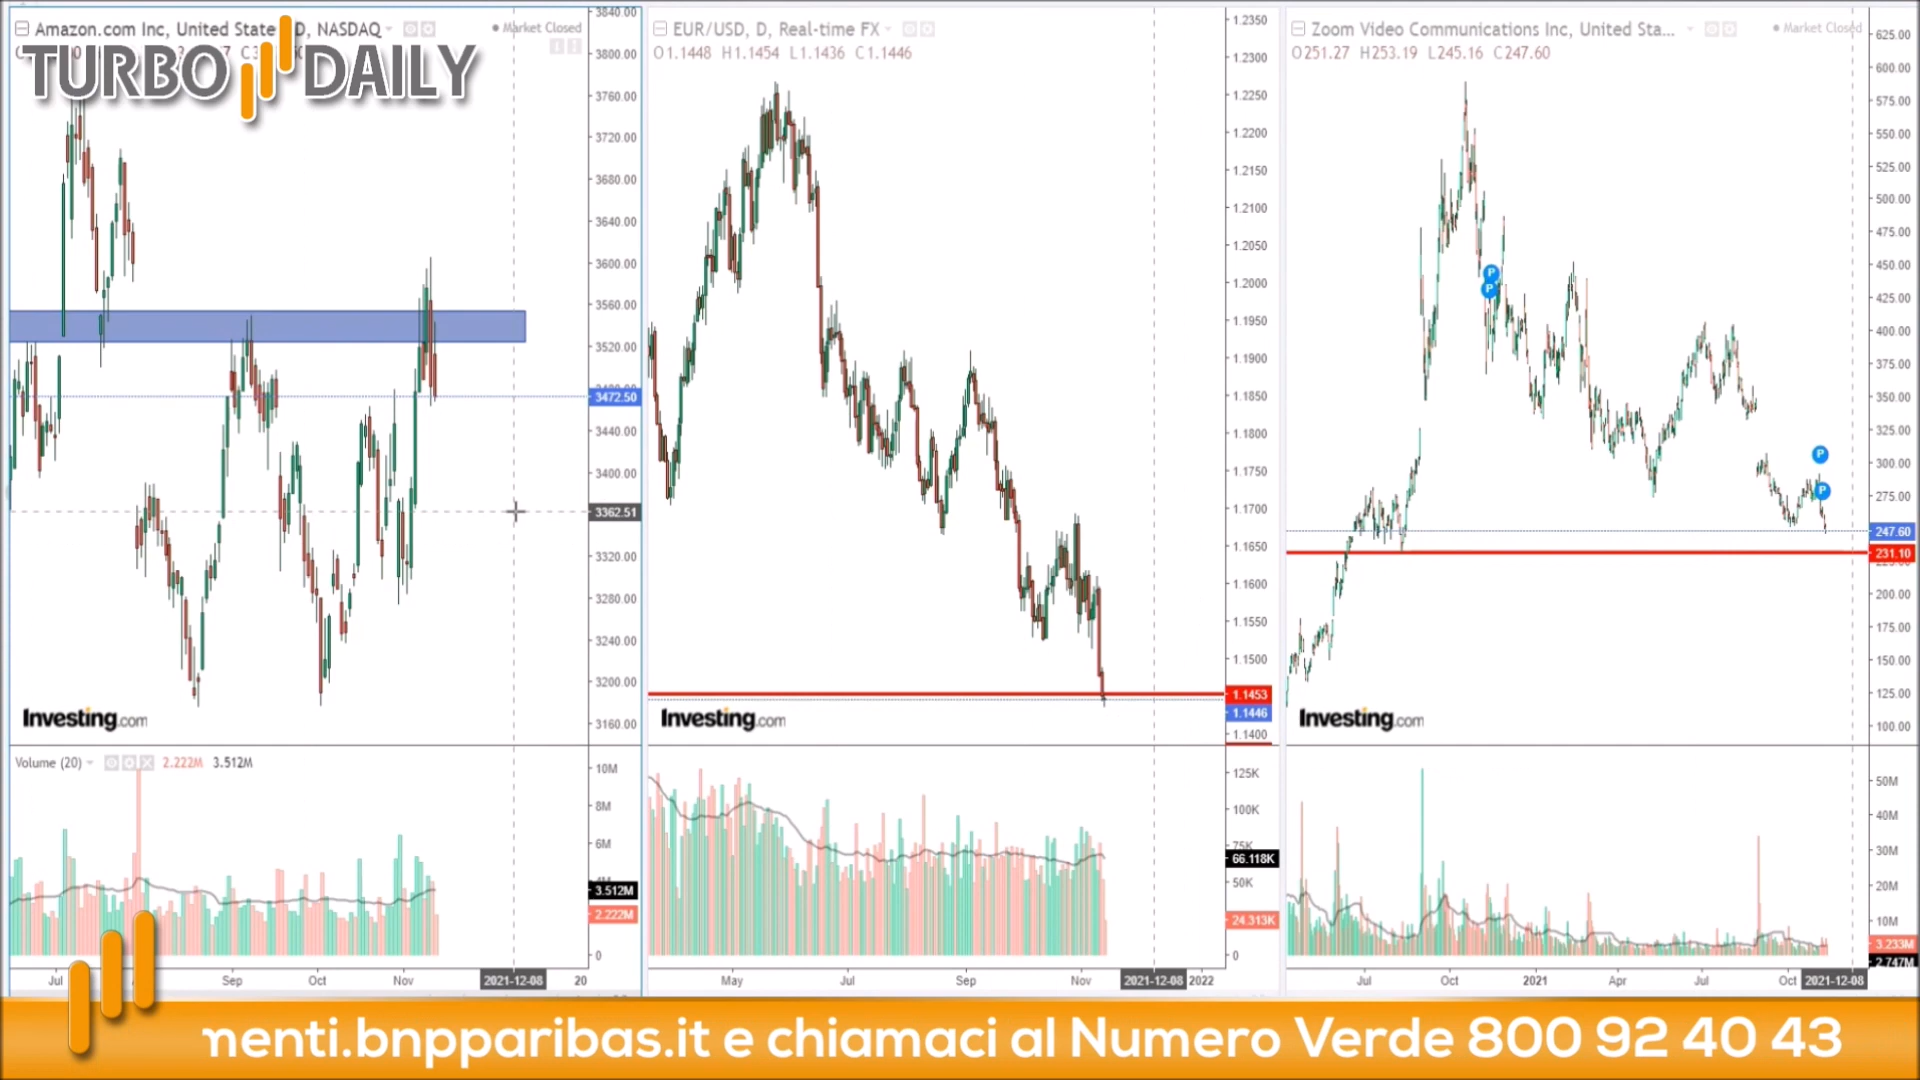 Amazon.com Inc, United State D, NASDAQ
Market Closed
TURBO DAILY
3840.00
3800.00
3760.00
3720.00
3680.00
3640.00
3600.00
3560.00
3520.00
3472.50
3440.00
3400.00
3362.51
3320.00
3280.00
3240.00
3200.00
3160.00
Investing.com
Volume (20) 2.222M 3.512M
10M
8M
6M
3.512M
2.222M
0
Jul
Sep
Oct
Nov
2021-12-08
20
EUR/USD, D, Real-time FX
O1.1448 H1.1454 L1.1436 C1.1446
1.2350
1.2300
1.2250
1.2200
1.2150
1.2100
1.2050
1.2000
1.1950
1.1900
1.1850
1.1800
1.1750
1.1700
1.1650
1.1600
1.1550
1.1500
1.1453
1.1446
1.1400
Investing.com
125K
100K
75K
66.118K
50K
24.313K
0
May
Jul
Sep
Nov
2021-12-08
2022
Zoom Video Communications Inc, United Sta...
Market Closed
O251.27 H253.19 L245.16 C247.60
P
P
P
P
625.00
600.00
575.00
550.00
525.00
500.00
475.00
450.00
425.00
400.00
375.00
350.00
325.00
300.00
275.00
247.60
231.10
200.00
175.00
150.00
125.00
100.00
Investing.com
50M
40M
30M
20M
10M
3.233M
2.747M
Jul
Oct
2021
Apr
Jul
Oct
2021-12-08
menti.bnpparibas.it e chiamaci al Numero Verde 800 92 40 43